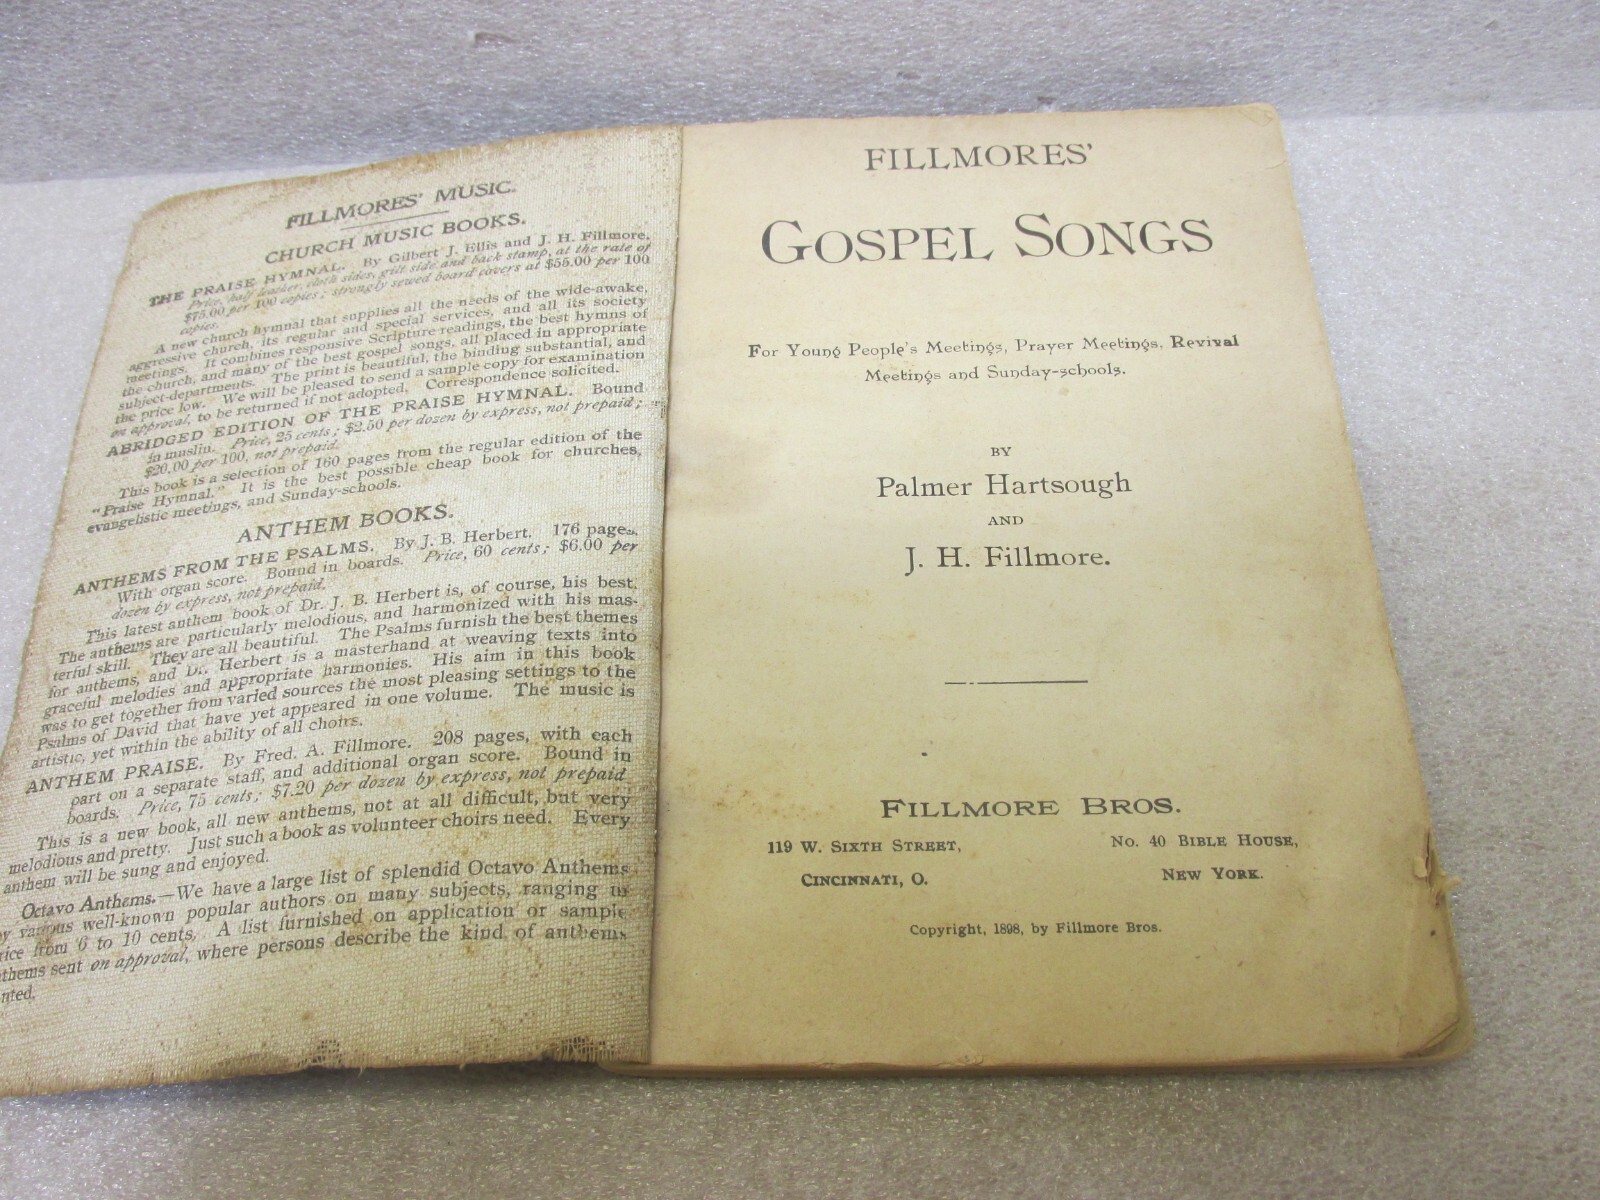 FILLMORES' MUSIC.
CHURCH MUSIC BOOKS.
THE PRAISE HYMNAL. By Gilbert J. Ellis and J. H. Fillmore.
Price, half leather, cloth sides, gilt side and back stamp, at the rate of
$75.00 per 100 copies; strongly sewed board covers at $55.00 per 100
copies.
A new church hymnal that supplies all the needs of the wide-awake,
aggressive church, its regular and special services, and all its society
meetings. It combines responsive Scripture readings, the best hymns of
the church, and many of the best gospel songs, all placed in appropriate
subject-departments. The print is beautiful, the binding substantial, and
the price low. We will be pleased to send a sample copy for examination
on approval, to be returned if not adopted. Correspondence solicited.
ABRIDGED EDITION OF THE PRAISE HYMNAL. Bound
in muslin. Price, 25 cents; $2.50 per dozen by express, not prepaid;
$20.00 per 100, not prepaid.
This book is a selection of 160 pages from the regular edition of the
"Praise Hymnal." It is the best possible cheap book for churches,
evangelistic meetings, and Sunday-schools.
ANTHEM BOOKS.
ANTHEMS FROM THE PSALMS. By J. B. Herbert. 176 pages.
With organ score. Bound in boards. Price, 60 cents; $6.00 per
dozen by express, not prepaid.
This latest anthem book of Dr. J. B. Herbert is, of course, his best.
The anthems are particularly melodious, and harmonized with his mas-
terful skill. They are all beautiful. The Psalms furnish the best themes
for anthems, and Dr. Herbert is a masterhand at weaving texts into
graceful melodies and appropriate harmonies. His aim in this book
was to get together from varied sources the most pleasing settings to the
Psalms of David that have yet appeared in one volume. The music is
artistic, yet within the ability of all choirs.
ANTHEM PRAISE. By Fred. A. Fillmore. 208 pages, with each
part on a separate staff, and additional organ score. Bound in
boards. Price, 75 cents; $7.20 per dozen by express, not prepaid
This is a new book, all new anthems, not at all difficult, but very
melodious and pretty. Just such a book as volunteer choirs need. Every
anthem will be sung and enjoyed.
Octavo Anthems.—We have a large list of splendid Octavo Anthems
by various well-known popular authors on many subjects, ranging in
rice from 6 to 10 cents. A list furnished on application or sample
thems sent on approval, where persons describe the kind of anthems
nted.
FILLMORES'
GOSPEL SONGS
For Young People's Meetings, Prayer Meetings, Revival
Meetings and Sunday-schools.
BY
Palmer Hartsough
AND
J. H. Fillmore.
FILLMORE BROS.
119 W. SIXTH STREET,
CINCINNATI, O.
No. 40 BIBLE HOUSE,
NEW YORK.
Copyright, 1898, by Fillmore Bros.